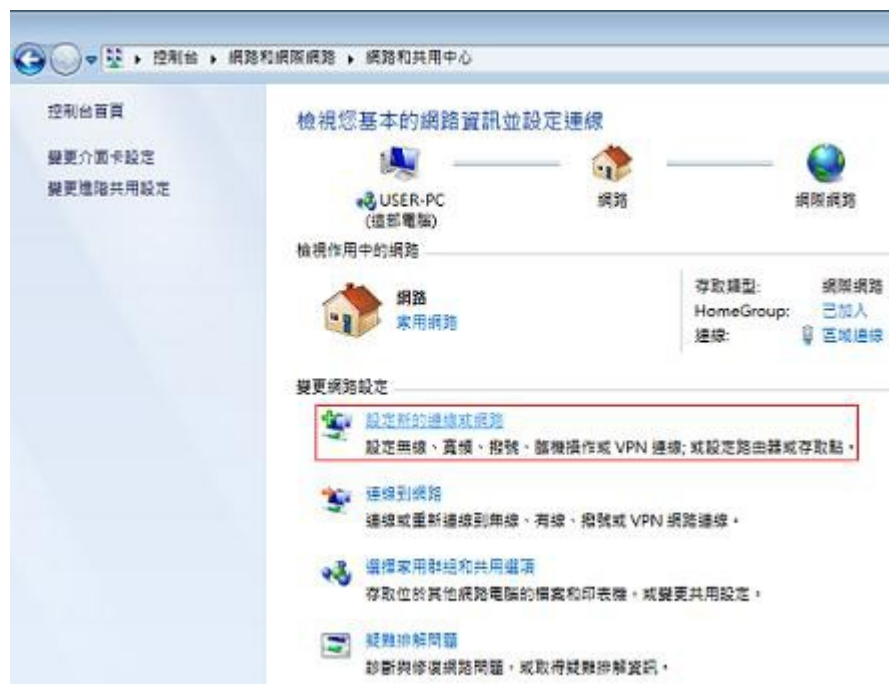 控制台 ▸ 網路和網際網路 ▸ 網路和共用中心
控制台首頁
變更介面卡設定
變更進階共用設定
檢視您基本的網路資訊並設定連線
USER-PC
(這部電腦)
網路
網際網路
檢視作用中的網路
網路
家用網路
存取類型: 網際網路
HomeGroup: 已加入
連線: 區域連線
變更網路設定
設定新的連線或網路
設定無線、寬頻、撥號、臨機操作或 VPN 連線; 或設定路由器或存取點。
連線到網路
連線或重新連線到無線、有線、撥號或 VPN 網路連線。
選擇家用群組和共用選項
存取位於其他網路電腦的檔案和印表機，或變更共用設定。
疑難排解問題
診斷與修復網路問題，或取得疑難排解資訊。